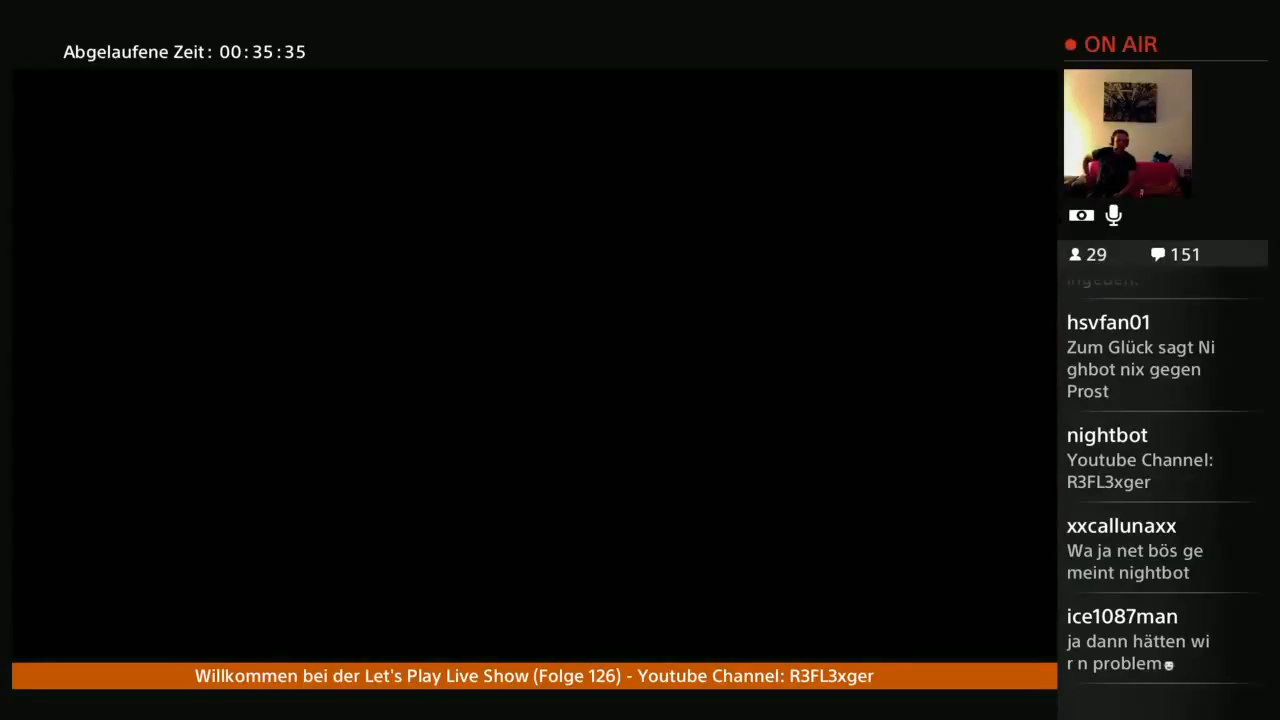 Abgelaufene Zeit: 00:35:35
ON AIR
29
151
ingeben.
hsvfan01
Zum Glück sagt Ni
ghbot nix gegen
Prost
nightbot
Youtube Channel:
R3FL3xger
xxcallunaxx
Wa ja net bös ge
meint nightbot
ice1087man
ja dann hätten wi
r n problem
Willkommen bei der Let's Play Live Show (Folge 126) - Youtube Channel: R3FL3xger